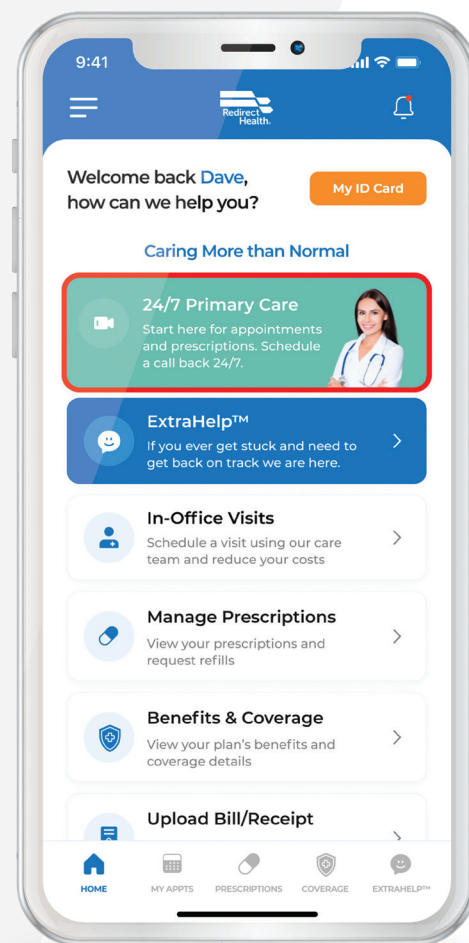 9:41
Redirect
Health.
Welcome back Dave,
how can we help you?
My ID Card
Caring More than Normal
24/7 Primary Care
Start here for appointments
and prescriptions. Schedule
a call back 24/7.
ExtraHelp™
If you ever get stuck and need to
get back on track we are here.
In-Office Visits
Schedule a visit using our care
team and reduce your costs
Manage Prescriptions
View your prescriptions and
request refills
Benefits & Coverage
View your plan's benefits and
coverage details
Upload Bill/Receipt
HOME MY APPTS PRESCRIPTIONS COVERAGE EXTRAHELP™